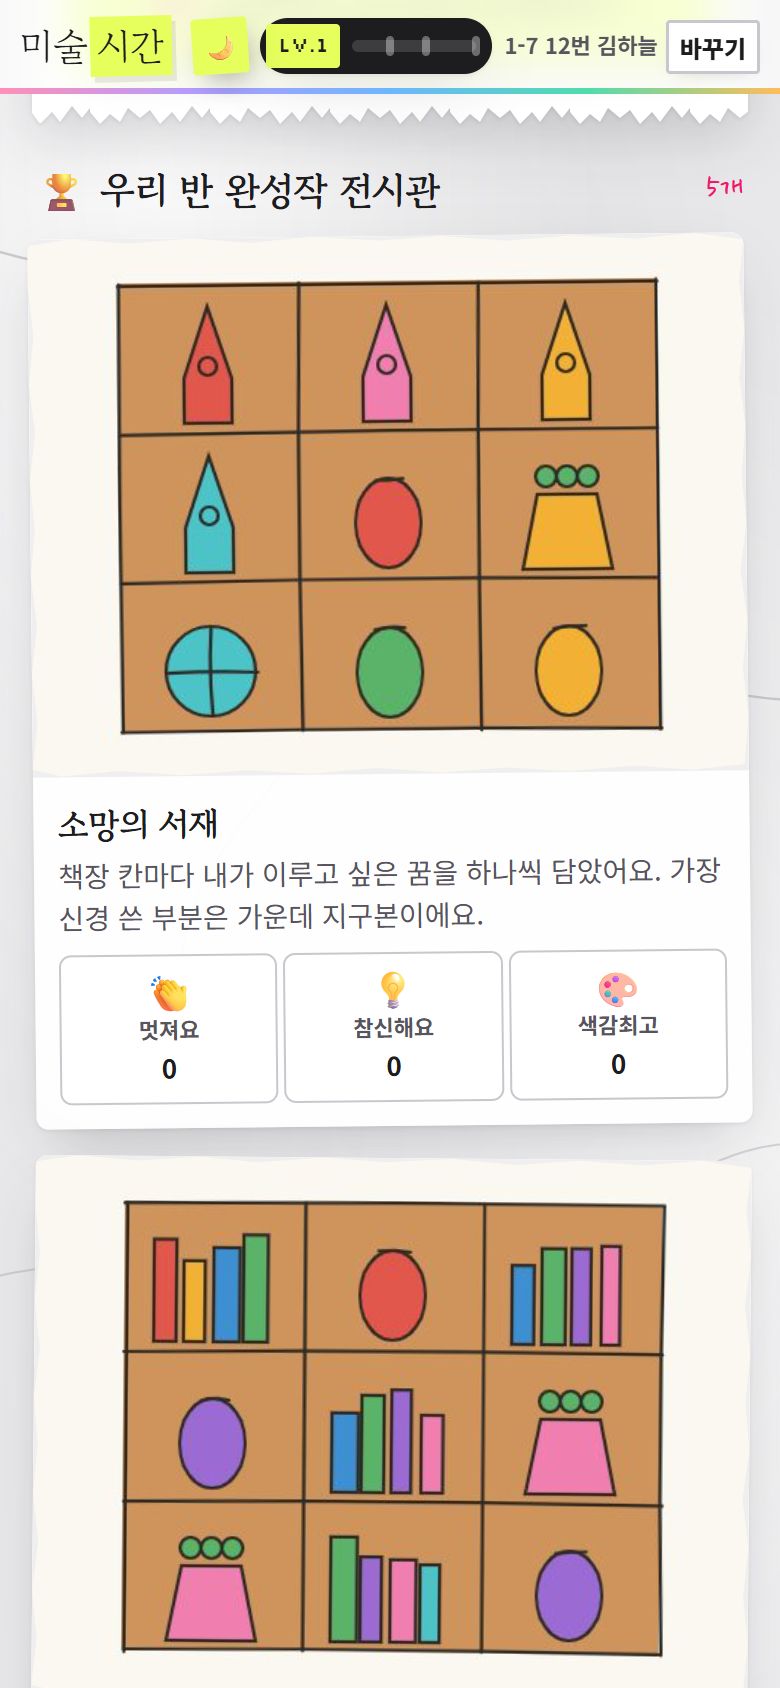 미술 시간 LV.1 1-7 12번 김하늘 바꾸기
우리 반 완성작 전시관 5개
소망의 서재
책장 칸마다 내가 이루고 싶은 꿈을 하나씩 담았어요. 가장
신경 쓴 부분은 가운데 지구본이에요.
멋져요 참신해요 색감최고
0 0 0